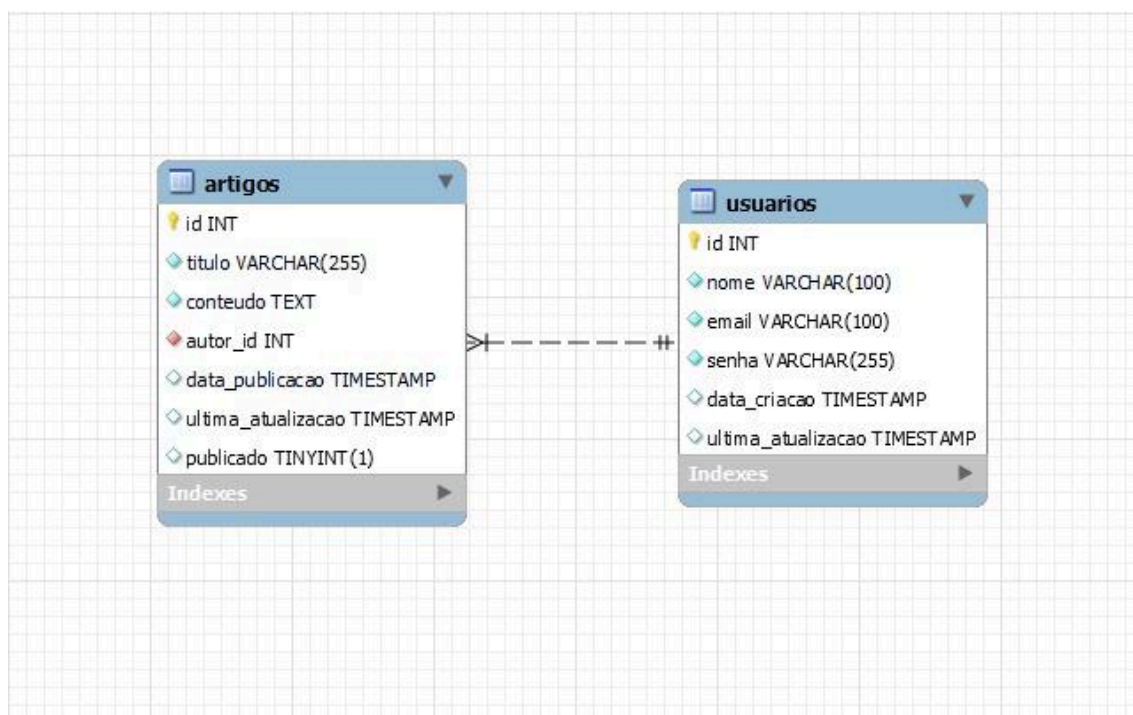 artigos
id INT
titulo VARCHAR(255)
conteudo TEXT
autor_id INT
data_publicacao TIMESTAMP
ultima_atualizacao TIMESTAMP
publicado TINYINT(1)
Indexes
usuarios
id INT
nome VARCHAR(100)
email VARCHAR(100)
senha VARCHAR(255)
data_criacao TIMESTAMP
ultima_atualizacao TIMESTAMP
Indexes